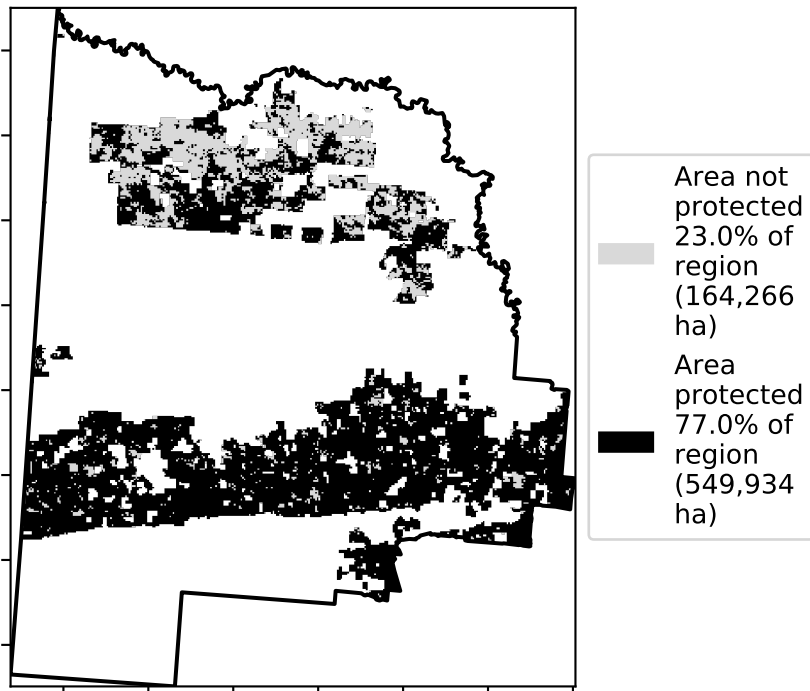 Area not
protected
23.0% of
region
(164,266
ha)
Area
protected
77.0% of
region
(549,934
ha)